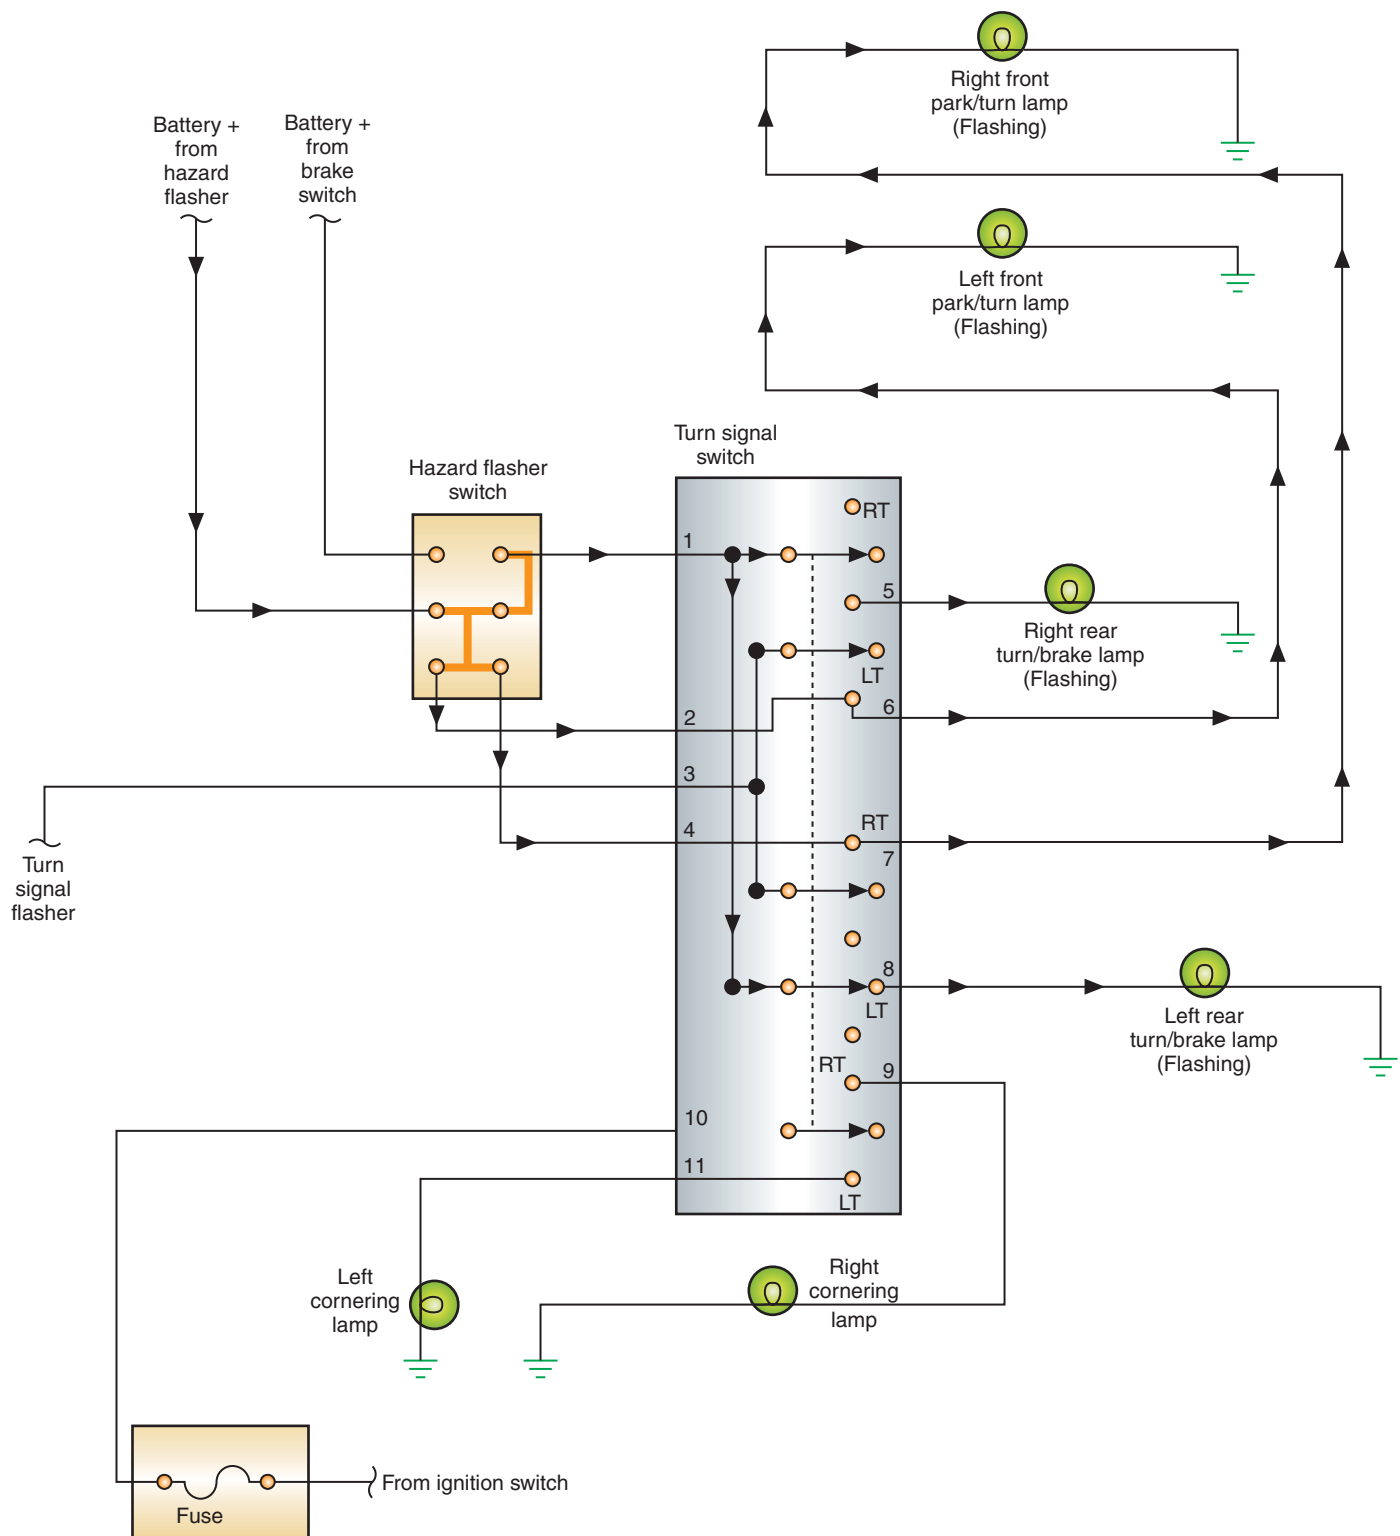 Right front
park/turn lamp
(Flashing)
Battery +
from
hazard
flasher
Battery +
from
brake
switch
Left front
park/turn lamp
(Flashing)
Turn signal
switch
Hazard flasher
switch
RT
1
5
Right rear
turn/brake lamp
(Flashing)
LT
6
2
3
4
RT
7
Turn
signal
flasher
8
LT
Left rear
turn/brake lamp
(Flashing)
RT
9
10
11
LT
Left
cornering
lamp
Right
cornering
lamp
From ignition switch
Fuse